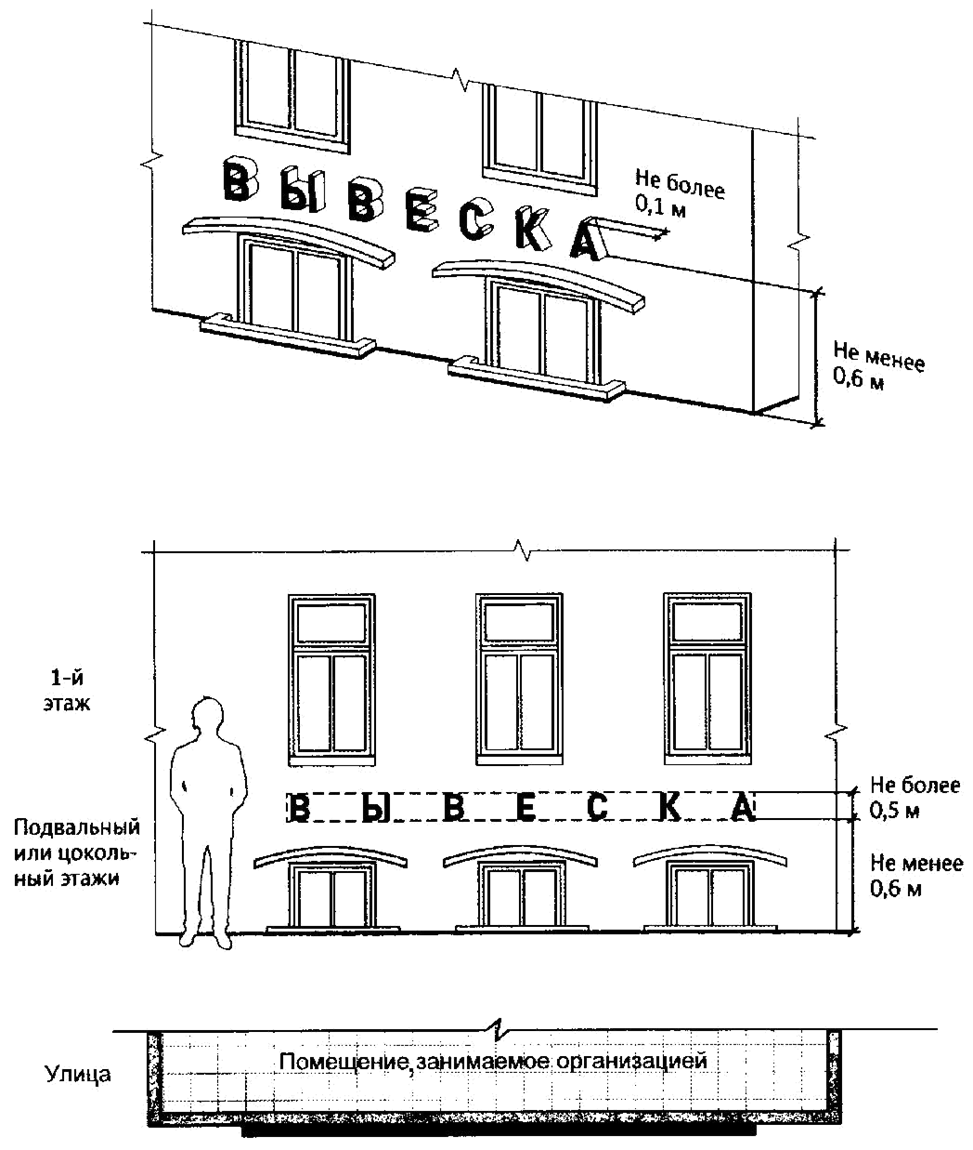 ВЫВЕСКА
Не более
0,1 м
Не менее
0,6 м
1-й
этаж
Подвальный
или цоколь-
ный этажи
ВЫВЕСКА
Не более
0,5 м
Не менее
0,6 м
Улица
Помещение, занимаемое организацией